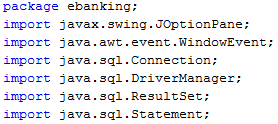 package ebanking;
import javax.swing.JOptionPane;
import java.awt.event.WindowEvent;
import java.sql.Connection;
import java.sql.DriverManager;
import java.sql.ResultSet;
import java.sql.Statement;